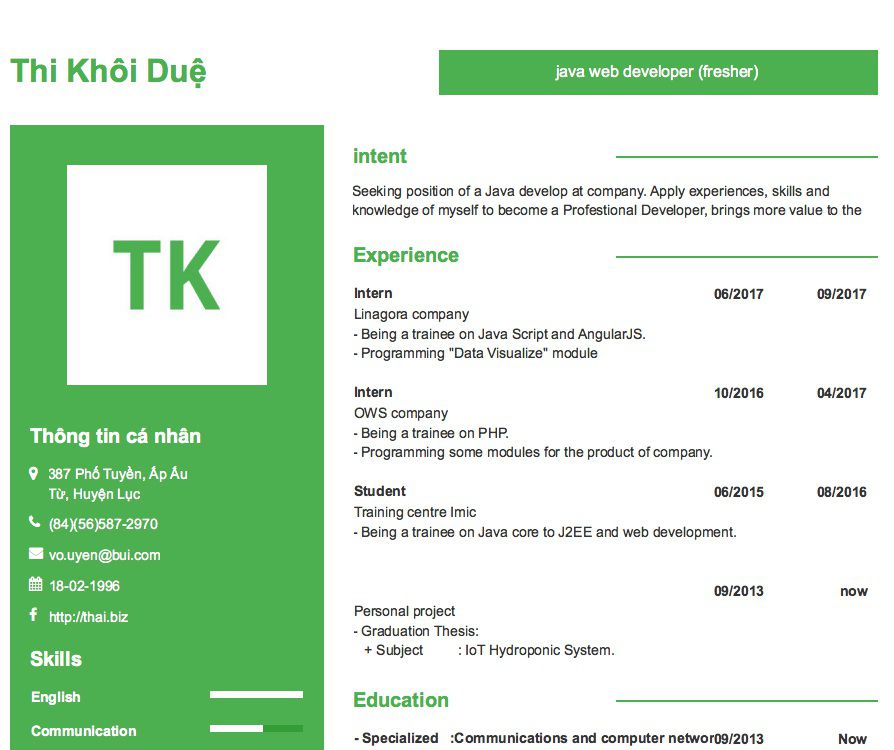 Thi Khôi Duệ
java web developer (fresher)
TK
Thông tin cá nhân
387 Phố Tuyền, Ấp Ấu
Từ, Huyện Lục
(84)(56)587-2970
vo.uyen@bui.com
18-02-1996
http://thai.biz
Skills
English
Communication
intent
Seeking position of a Java develop at company. Apply experiences, skills and
knowledge of myself to become a Profestional Developer, brings more value to the
Experience
Intern 06/2017 09/2017
Linagora company
- Being a trainee on Java Script and AngularJS.
- Programming "Data Visualize" module
Intern 10/2016 04/2017
OWS company
- Being a trainee on PHP.
- Programming some modules for the product of company.
Student 06/2015 08/2016
Training centre Imic
- Being a trainee on Java core to J2EE and web development.
09/2013 now
Personal project
- Graduation Thesis:
+ Subject : IoT Hydroponic System.
Education
- Specialized :Communications and computer networ 09/2013 Now